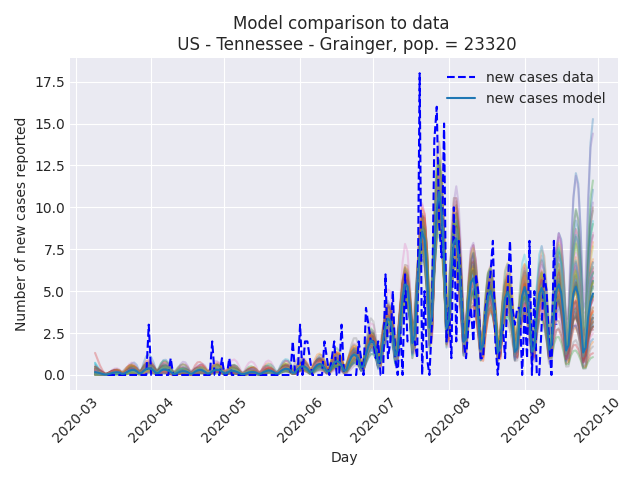 Model comparison to data
US - Tennessee - Grainger, pop. = 23320
Number of new cases reported
17.5
15.0
12.5
10.0
7.5
5.0
2.5
0.0
new cases data
new cases model
2020-03
2020-04
2020-05
2020-06
2020-07
2020-08
2020-09
2020-10
Day